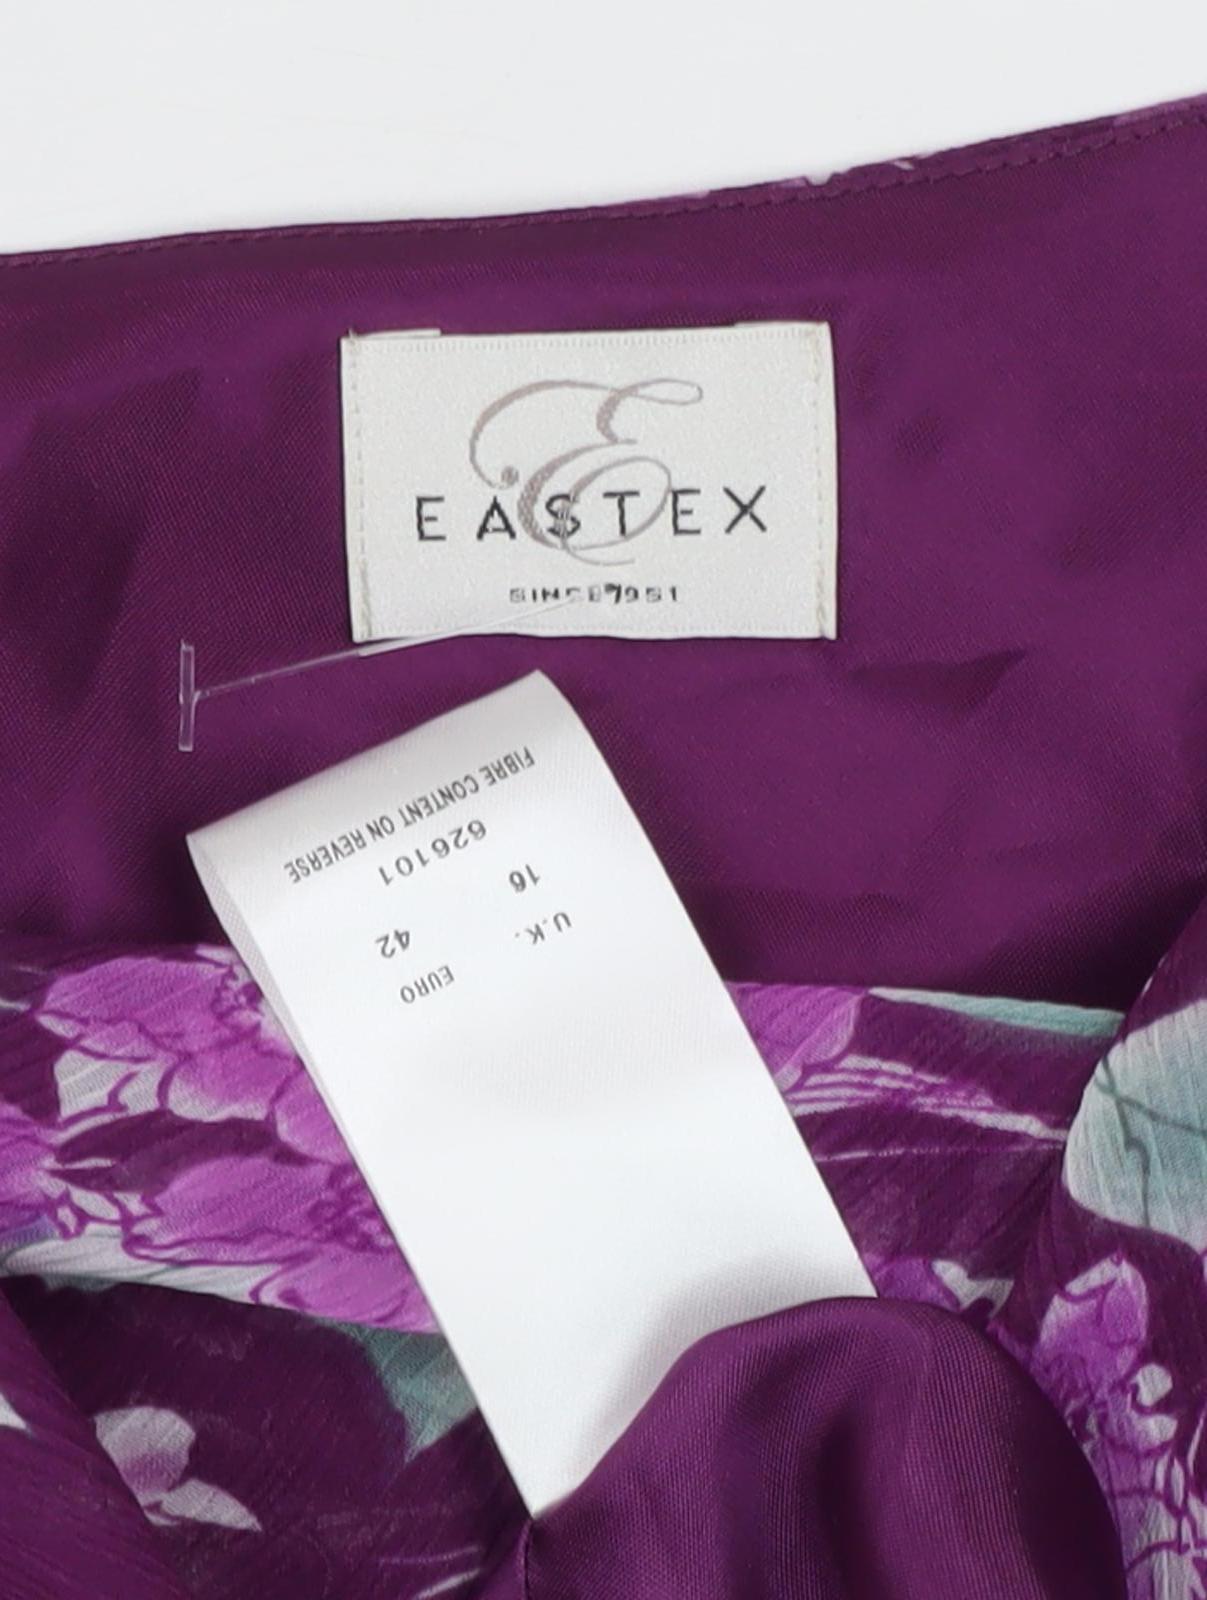 E
EASTEX
SINCE 1951
U.K. EURO
16 42
626101
FIBRE CONTENT ON REVERSE